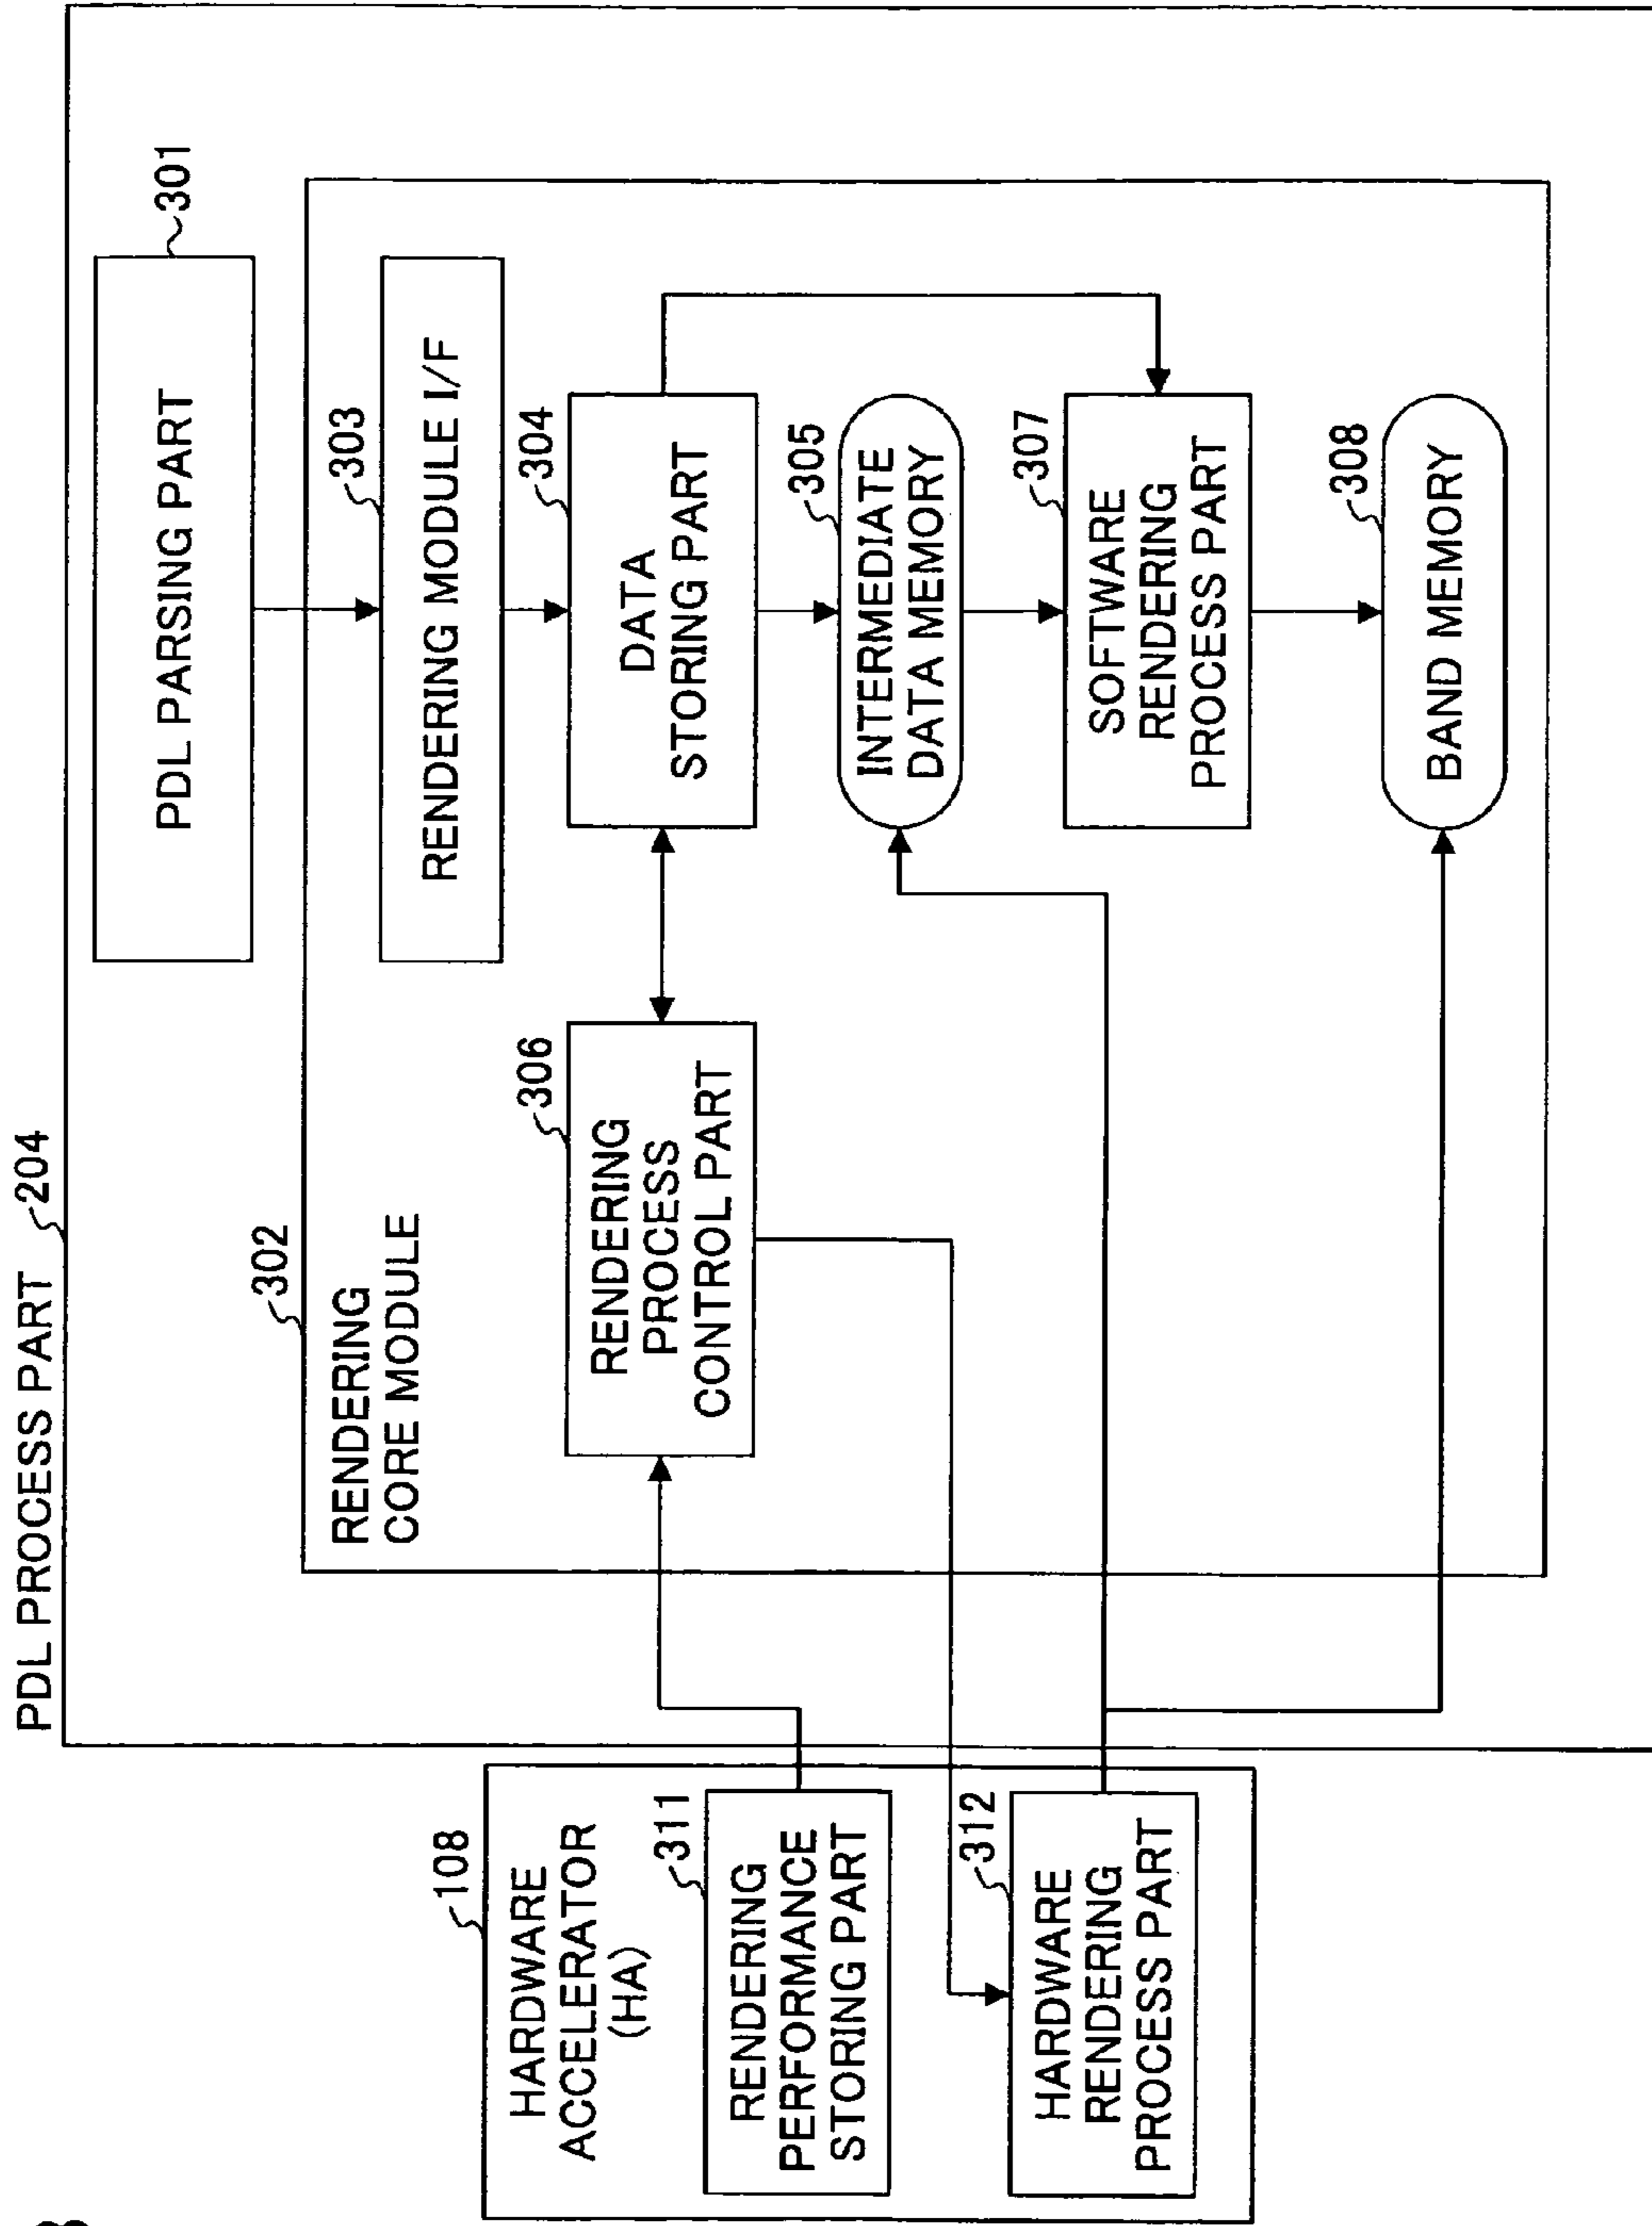 PDL PROCESS PART 204
PDL PARSING PART
301
302
RENDERING
CORE MODULE
303
RENDERING MODULE I/F
304
DATA
STORING PART
306
RENDERING
PROCESS
CONTROL PART
305
INTERMEDIATE
DATA MEMORY
307
SOFTWARE
RENDERING
PROCESS PART
308
BAND MEMORY
108
HARDWARE
ACCELERATOR
(HA)
311
RENDERING
PERFORMANCE
STORING PART
312
HARDWARE
RENDERING
PROCESS PART